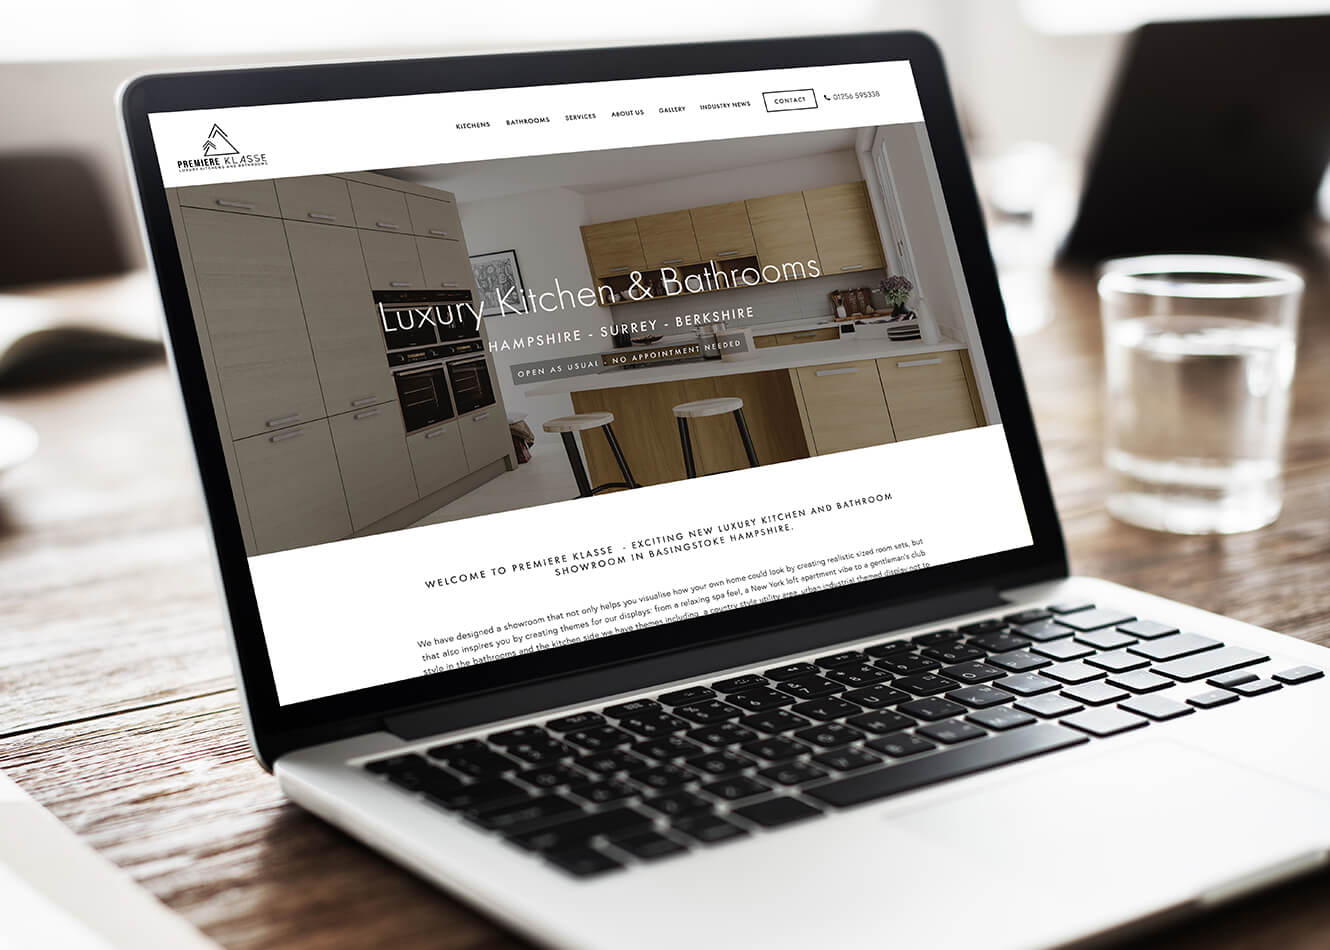 PREMIERE KLASSE
LUXURY KITCHENS AND BATHROOMS
KITCHENS BATHROOMS SERVICES ABOUT US GALLERY INDUSTRY NEWS CONTACT 01256 595338
Luxury Kitchen & Bathrooms
HAMPSHIRE - SURREY - BERKSHIRE
OPEN AS USUAL - NO APPOINTMENT NEEDED
WELCOME TO PREMIERE KLASSE - EXCITING NEW LUXURY KITCHEN AND BATHROOM
SHOWROOM IN BASINGSTOKE HAMPSHIRE.
We have designed a showroom that not only helps you visualise how your own home could look by creating realistic sized room sets, but
that also inspires you by creating themes for our displays: from a relaxing spa feel, a New York loft apartment vibe to a gentleman's club
style in the bathrooms and the kitchen side we have themes including, a country style utility area, urban industrial themed display not to